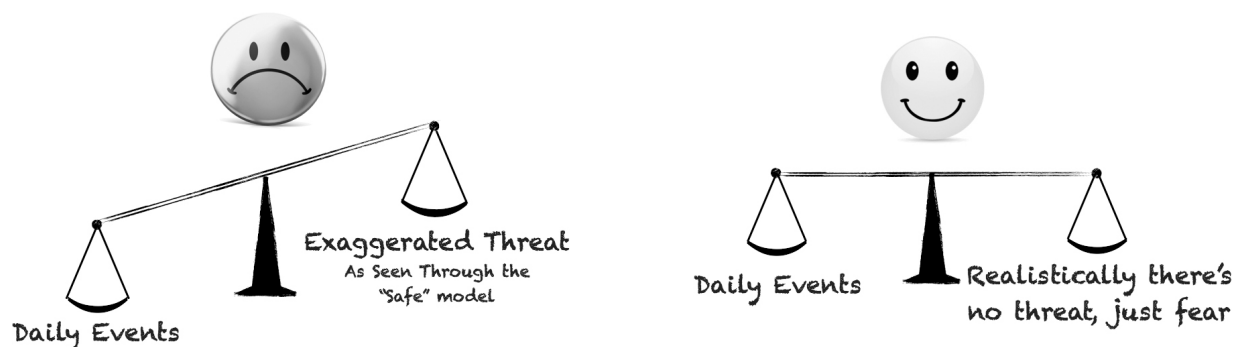 Exaggerated Threat
As Seen Through the
"Safe" model
Daily Events
Daily Events
Realistically there's
no threat, just fear